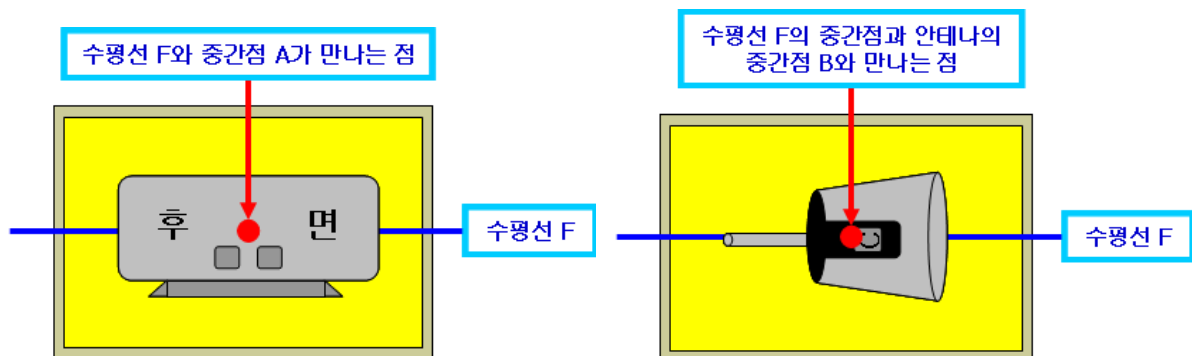 수평선 F와 중간점 A가 만나는 점
후 면
수평선 F
수평선 F의 중간점과 안테나의
중간점 B와 만나는 점
수평선 F